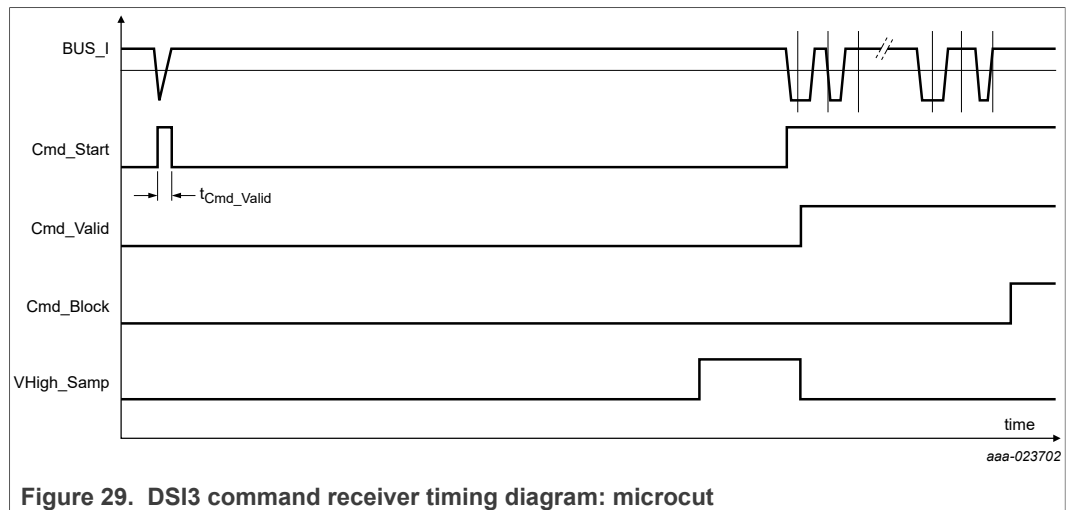 BUS_I
Cmd_Start
tCmd_Valid
Cmd_Valid
Cmd_Block
VHigh_Samp
time
aaa-023702
Figure 29. DSI3 command receiver timing diagram: microcut